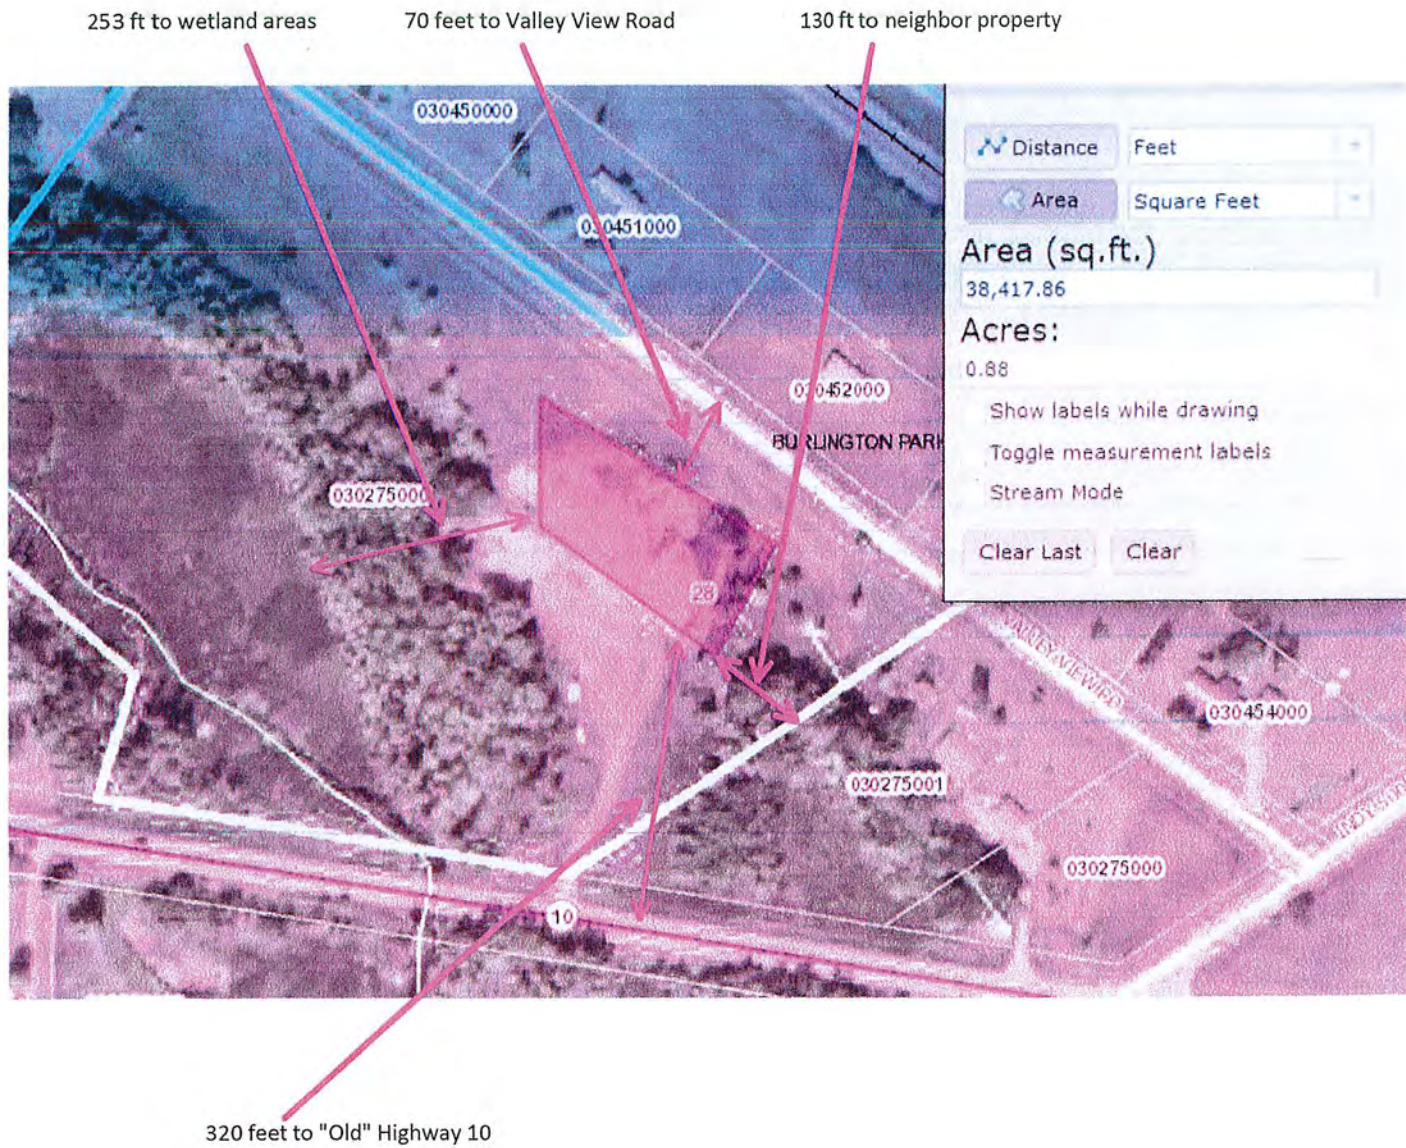 253 ft to wetland areas
70 feet to Valley View Road
130 ft to neighbor property
030450000
Distance
Feet
Area
Square Feet
030451000
Area (sq.ft.)
38,417.86
Acres:
0.88
030452000
Show labels while drawing
BURLINGTON PARK
Toggle measurement labels
Stream Mode
030275000
Clear Last
Clear
28
VALLEY VIEW RD
030454000
030275001
030275000
10
320 feet to "Old" Highway 10